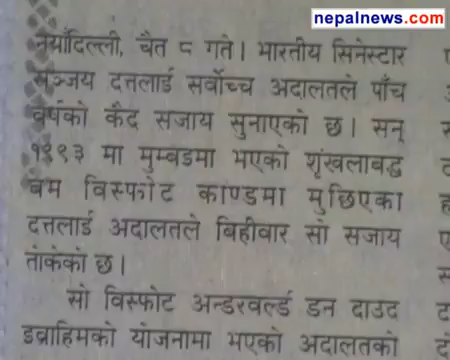 nepalnews.com
नयाँदिल्ली, चैत ८ गते। भारतीय सिनेस्टार
सञ्जय दत्तलाई सर्वोच्च अदालतले पाँच
वर्षको कैद सजाय सुनाएको छ। सन्
१९९३ मा मुम्बइमा भएको शृंखलाबद्ध
बम विस्फोट काण्डमा मुछिएका
दत्तलाई अदालतले बिहीवार सो सजाय
तोकेको छ।
सो विस्फोट अन्डरवर्ल्ड डन दाउद
इब्राहिमको योजनामा भएको अदालतको